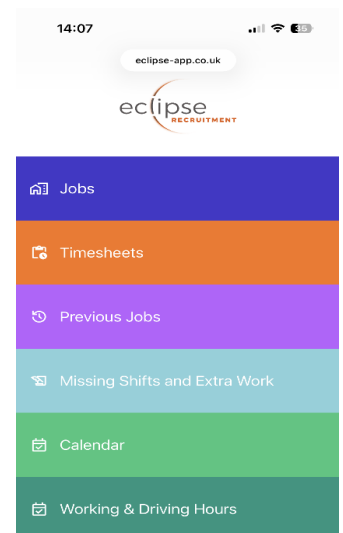 14:07
35
eclipse-app.co.uk
eclipse
RECRUITMENT
Jobs
Timesheets
Previous Jobs
Missing Shifts and Extra Work
Calendar
Working & Driving Hours